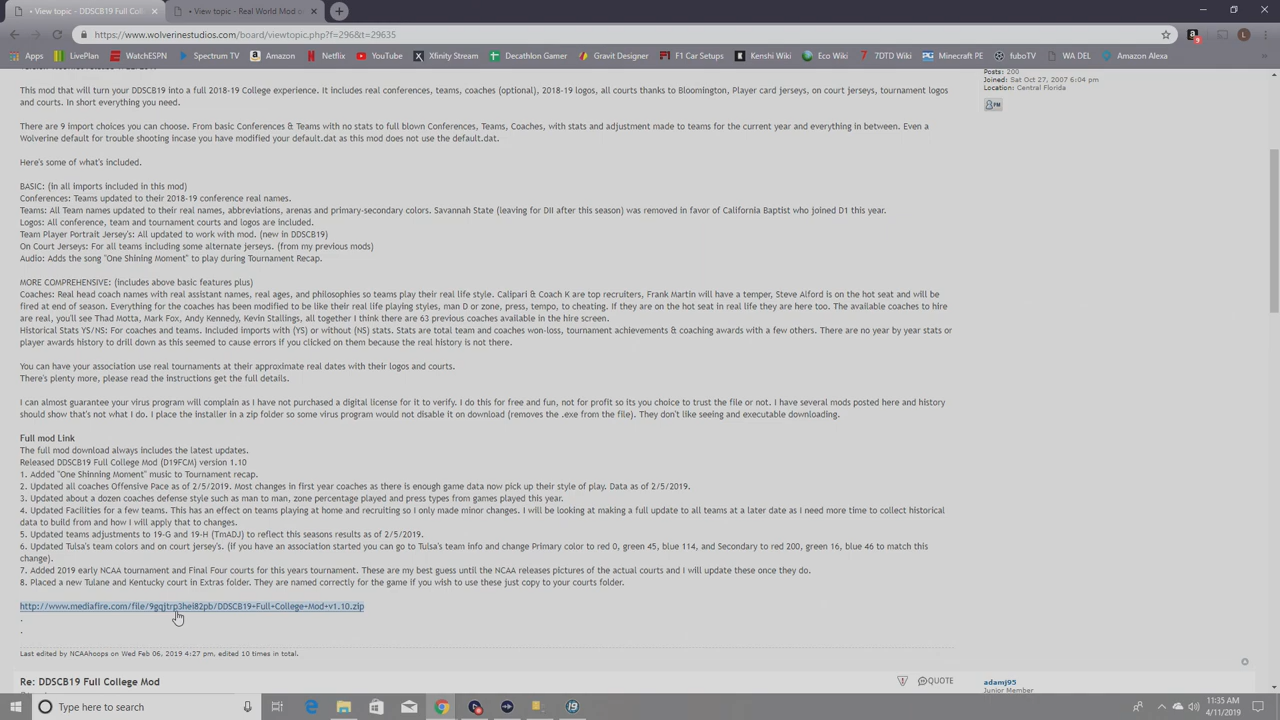 View topic - DDSCB19 Full Coll
View topic - Real World Mod o
https://www.wolverinestudios.com/board/viewtopic.php?f=296&t=29635
Apps LivePlan WatchESPN Spectrum TV Amazon Netflix YouTube Xfinity Stream Decathlon Gamer Gravit Designer F1 Car Setups Kenshi Wiki Eco Wiki 7DTD Wiki Minecraft PE fuboTV WA DEL Amazon Alexa
Posts: 200
Joined: Sat Oct 27, 2007 6:04 pm
Location: Central Florida
PM
This mod that will turn your DDSCB19 into a full 2018-19 College experience. It includes real conferences, teams, coaches (optional), 2018-19 logos, all courts thanks to Bloomington, Player card jerseys, on court jerseys, tournament logos
and courts. In short everything you need.
There are 9 import choices you can choose. From basic Conferences & Teams with no stats to full blown Conferences, Teams, Coaches, with stats and adjustment made to teams for the current year and everything in between. Even a
Wolverine default for trouble shooting incase you have modified your default.dat as this mod does not use the default.dat.
Here's some of what's included.
BASIC: (in all imports included in this mod)
Conferences: Teams updated to their 2018-19 conference real names.
Teams: All Team names updated to their real names, abbreviations, arenas and primary-secondary colors. Savannah State (leaving for DII after this season) was removed in favor of California Baptist who joined D1 this year.
Logos: All conference, team and tournament courts and logos are included.
Team Player Portrait Jersey's: All updated to work with mod. (new in DDSCB19)
On Court Jerseys: For all teams including some alternate jerseys. (from my previous mods)
Audio: Adds the song "One Shining Moment" to play during Tournament Recap.
MORE COMPREHENSIVE: (includes above basic features plus)
Coaches: Real head coach names with real assistant names, real ages, and philosophies so teams play their real life style. Calipari & Coach K are top recruiters, Frank Martin will have a temper, Steve Alford is on the hot seat and will be
fired at end of season. Everything for the coaches has been modified to be like their real life playing styles, man D or zone, press, tempo, to cheating. If they are on the hot seat in real life they are here too. The available coaches to hire
are real, you'll see Thad Motta, Mark Fox, Andy Kennedy, Kevin Stallings, all together I think there are 63 previous coaches available in the hire screen.
Historical Stats YS/NS: For coaches and teams. Included imports with (YS) or without (NS) stats. Stats are total team and coaches won-loss, tournament achievements & coaching awards with a few others. There are no year by year stats or
player awards history to drill down as this seemed to cause errors if you clicked on them because the real history is not there.
You can have your association use real tournaments at their approximate real dates with their logos and courts.
There's plenty more, please read the instructions get the full details.
I can almost guarantee your virus program will complain as I have not purchased a digital license for it to verify. I do this for free and fun, not for profit so its you choice to trust the file or not. I have several mods posted here and history
should show that's not what I do. I place the installer in a zip folder so some virus program would not disable it on download (removes the .exe from the file). They don't like seeing and executable downloading.
Full mod Link
The full mod download always includes the latest updates.
Released DDSCB19 Full College Mod (D19FCM) version 1.10
1. Added "One Shinning Moment" music to Tournament recap.
2. Updated all coaches Offensive Pace as of 2/5/2019. Most changes in first year coaches as there is enough game data now pick up their style of play. Data as of 2/5/2019.
3. Updated about a dozen coaches defense style such as man to man, zone percentage played and press types from games played this year.
4. Updated Facilities for a few teams. This has an effect on teams playing at home and recruiting so I only made minor changes. I will be looking at making a full update to all teams at a later date as I need more time to collect historical
data to build from and how I will apply that to changes.
5. Updated teams adjustments to 19-G and 19-H (TmADJ) to reflect this seasons results as of 2/5/2019.
6. Updated Tulsa's team colors and on court jersey's. (if you have an association started you can go to Tulsa's team info and change Primary color to red 0, green 45, blue 114, and Secondary to red 200, green 16, blue 46 to match this
change).
7. Added 2019 early NCAA tournament and Final Four courts for this years tournament. These are my best guess until the NCAA releases pictures of the actual courts and I will update these once they do.
8. Placed a new Tulane and Kentucky court in Extras folder. They are named correctly for the game if you wish to use these just copy to your courts folder.
http://www.mediafire.com/file/9gqjtrp3hei82pb/DDSCB19+Full+College+Mod+v1.10.zip
.
.
Last edited by NCAAhoops on Wed Feb 06, 2019 4:27 pm, edited 10 times in total.
Re: DDSCB19 Full College Mod
QUOTE
adamj95
Junior Member
Type here to search
11:35 AM
4/11/2019